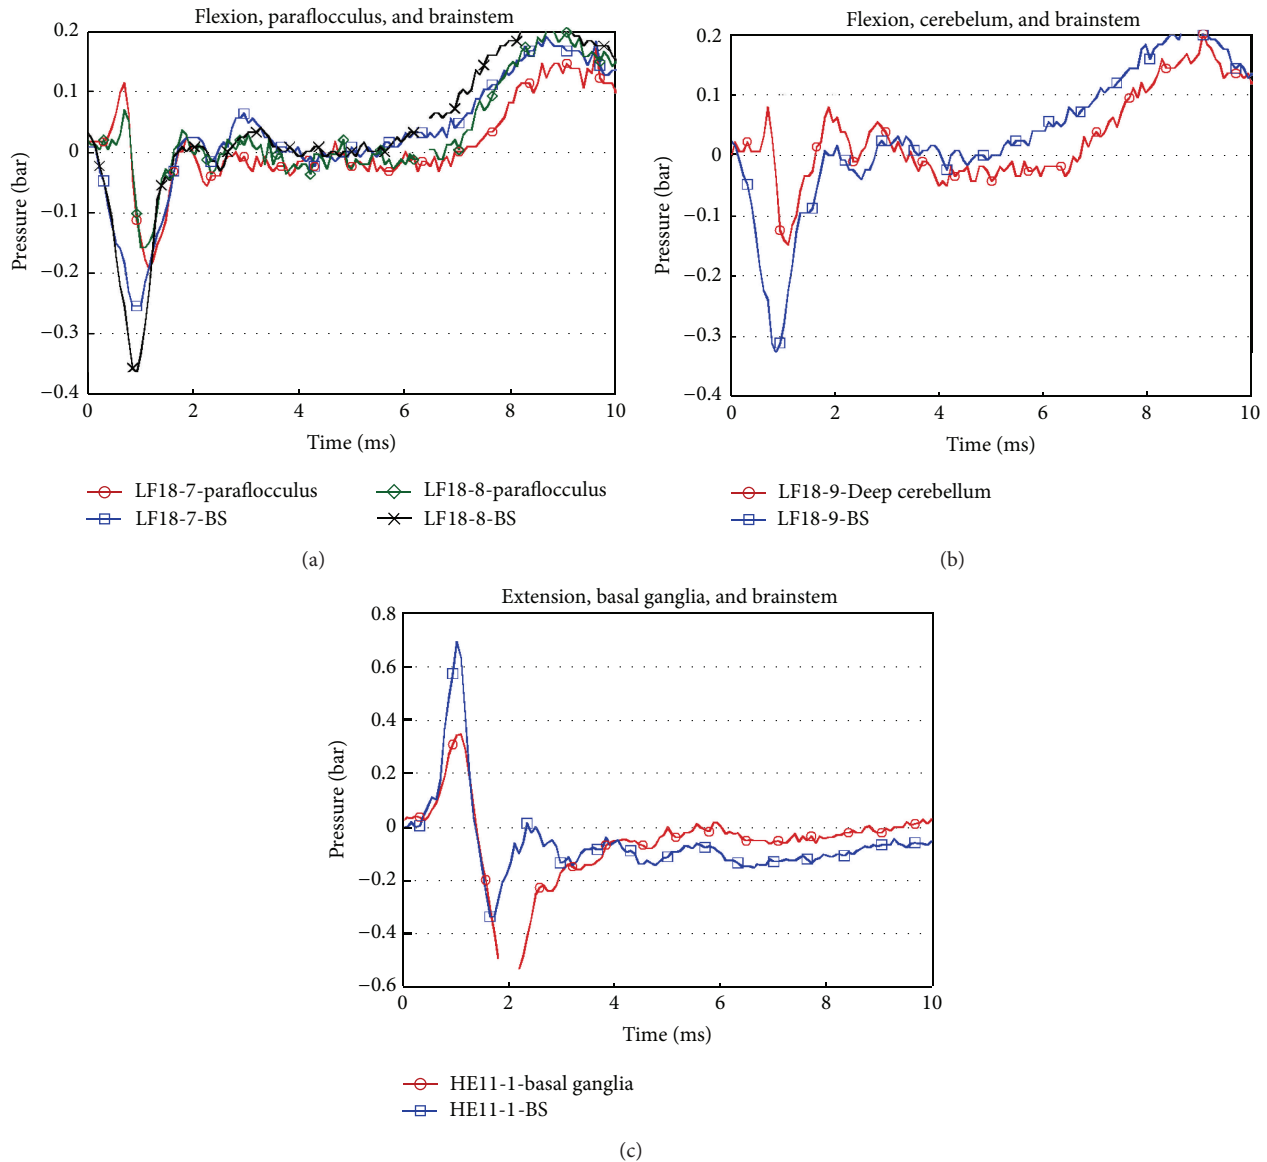 Flexion, paraflocculus, and brainstem
0.2
0.1
0
−0.1
−0.2
−0.3
−0.4
Pressure (bar)
0 2 4 6 8 10
Time (ms)
LF18-7-paraflocculus
LF18-7-BS
LF18-8-paraflocculus
LF18-8-BS
(a)
Flexion, cerebelum, and brainstem
0.2
0.1
0
−0.1
−0.2
−0.3
−0.4
Pressure (bar)
0 2 4 6 8 10
Time (ms)
LF18-9-Deep cerebellum
LF18-9-BS
(b)
Extension, basal ganglia, and brainstem
0.8
0.6
0.4
0.2
0
−0.2
−0.4
−0.6
Pressure (bar)
0 2 4 6 8 10
Time (ms)
HE11-1-basal ganglia
HE11-1-BS
(c)